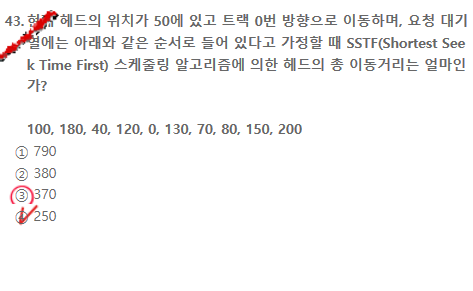 43. 현재 헤드의 위치가 50에 있고 트랙 0번 방향으로 이동하며, 요청 대기
열에는 아래와 같은 순서로 들어 있다고 가정할 때 SSTF(Shortest See
k Time First) 스케줄링 알고리즘에 의한 헤드의 총 이동거리는 얼마인
가?
100, 180, 40, 120, 0, 130, 70, 80, 150, 200
① 790
② 380
③ 370
④ 250